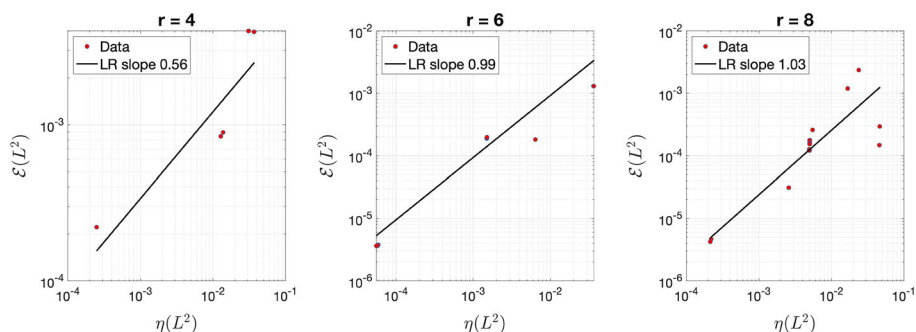 r = 4
Data
LR slope 0.56
10⁻³
10⁻⁴
ℰ(L²)
10⁻⁴ 10⁻³ 10⁻² 10⁻¹
η(L²)
r = 6
10⁻²
Data
LR slope 0.99
10⁻³
10⁻⁴
10⁻⁵
10⁻⁶
ℰ(L²)
10⁻⁴ 10⁻³ 10⁻²
η(L²)
r = 8
10⁻²
Data
LR slope 1.03
10⁻³
10⁻⁴
10⁻⁵
10⁻⁶
ℰ(L²)
10⁻⁴ 10⁻³ 10⁻² 10⁻¹
η(L²)